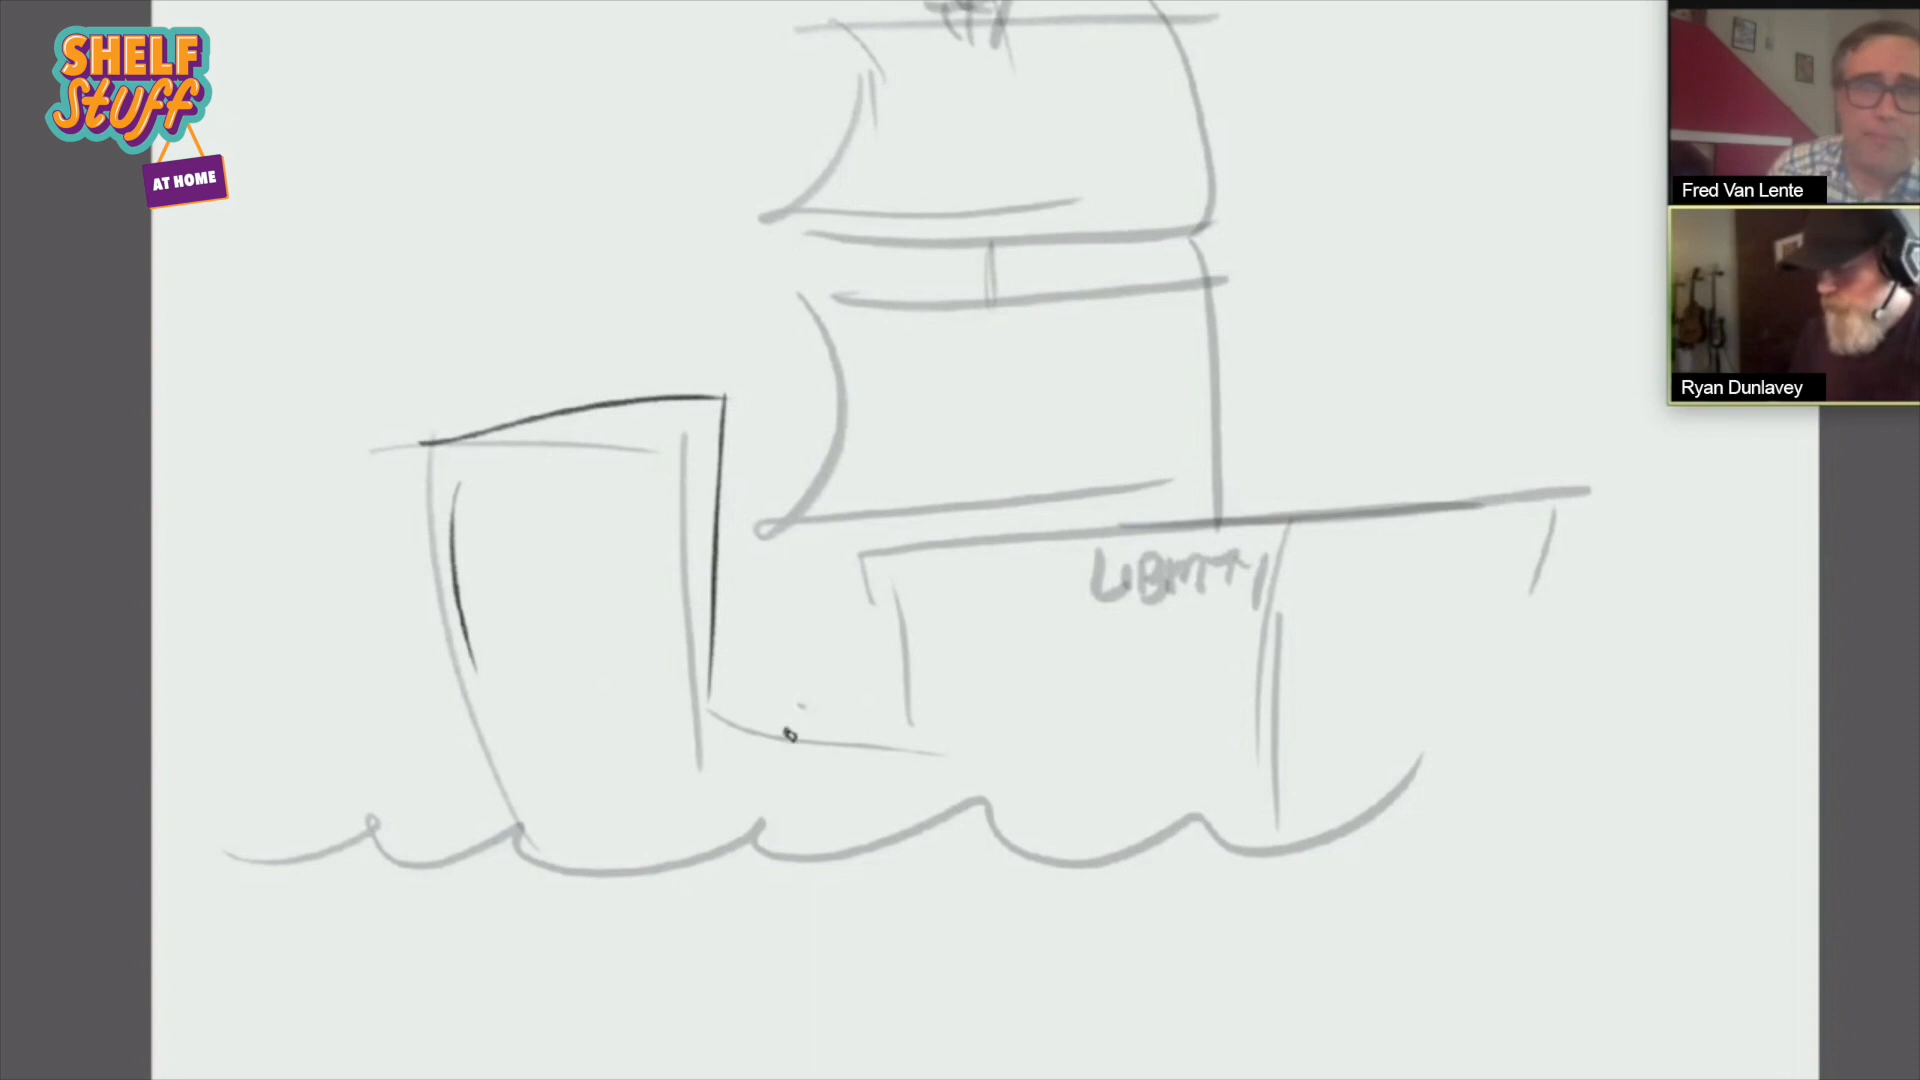 SHELF
Stuff
AT HOME
Fred Van Lente
Ryan Dunlavey